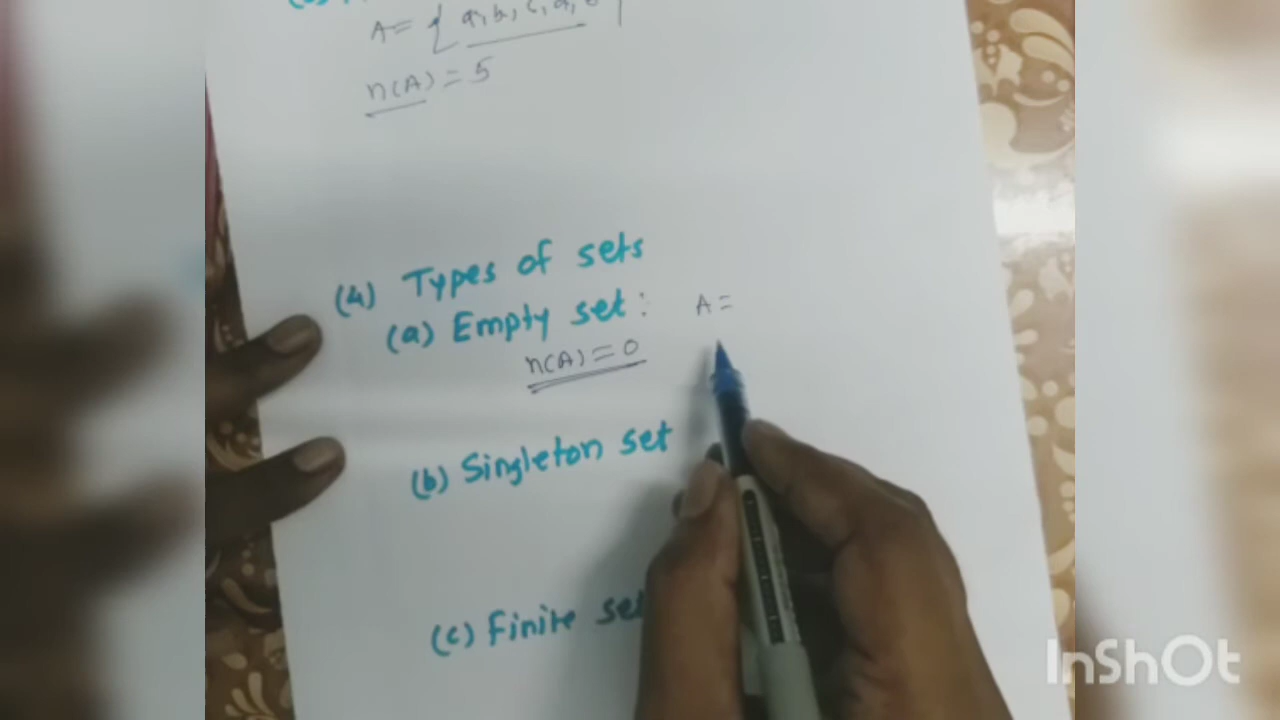 A = {
n(A) = 5
(4) Types of sets
(a) Empty set : A =
n(A) = 0
(b) Singleton set
(c) Finite set
InShOt